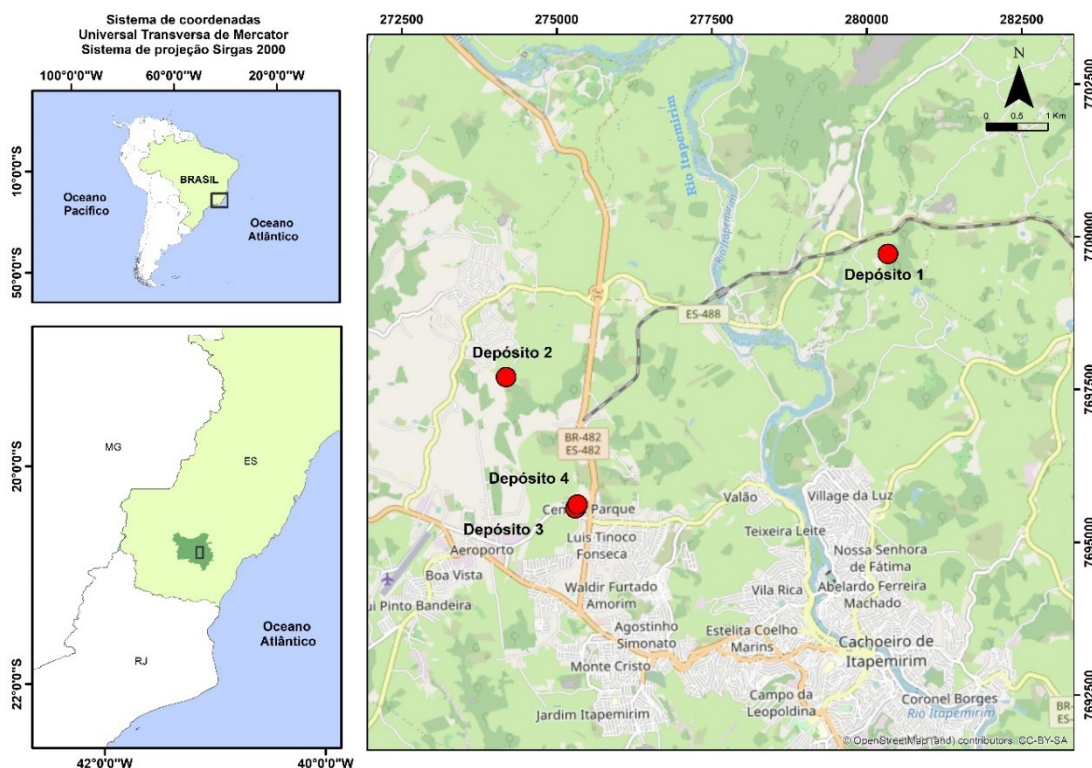 Sistema de coordenadas
Universal Transversa de Mercator
Sistema de projeção Sirgas 2000
100°0'0"W 60°0'0"W 20°0'0"W
10°0'0"S
50°0'0"S
BRASIL
Oceano
Pacífico
Oceano
Atlântico
20°0'0"S
22°0'0"S
MG
ES
RJ
Oceano
Atlântico
42°0'0"W 40°0'0"W
272500 275000 277500 280000 282500
7702500
7700000
7697500
7695000
7692500
N
0 0.5 1 Km
Rio Itapemirim
Rio Itapemirim
Depósito 1
ES-488
Depósito 2
BR-482
ES-482
Depósito 4
Depósito 3
Parque
Valão
Village da Luz
Luis Tinoco
Fonseca
Teixeira Leite
Aeroporto
Boa Vista
Nossa Senhora
de Fátima
Waldir Furtado
Amorim
Abelardo Ferreira
Machado
Vila Rica
ui Pinto Bandeira
Agostinho
Simonato
Estelita Coelho
Marins
Cachoeiro de
Itapemirim
Monte Cristo
Campo da
Leopoldina
Coronel Borges
Jardim Itapemirim
Rio Itapemirim
BR-
ES-
© OpenStreetMap (and) contributors, CC-BY-SA